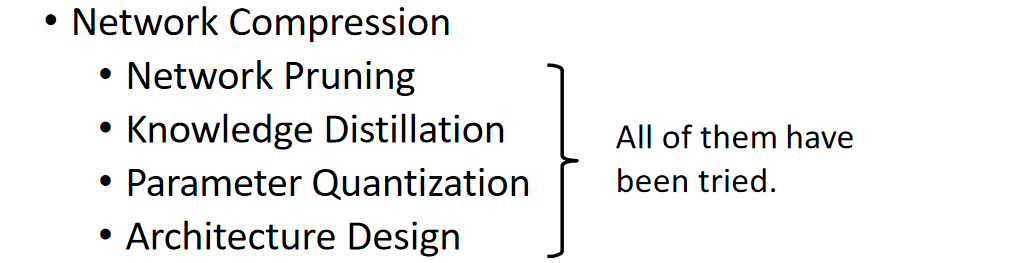 • Network Compression
• Network Pruning
• Knowledge Distillation
• Parameter Quantization
• Architecture Design
All of them have
been tried.